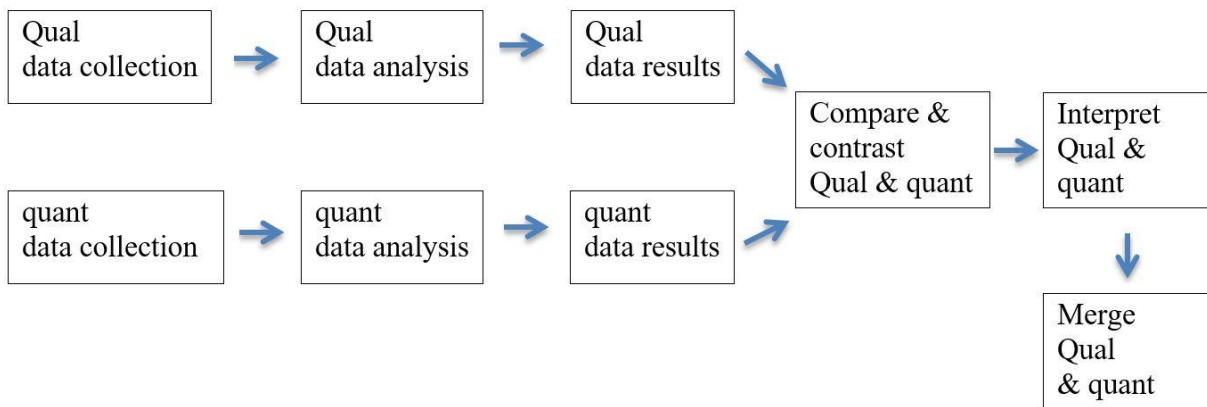 Qual
data collection
Qual
data analysis
Qual
data results
quant
data collection
quant
data analysis
quant
data results
Compare &
contrast
Qual & quant
Interpret
Qual &
quant
Merge
Qual
& quant